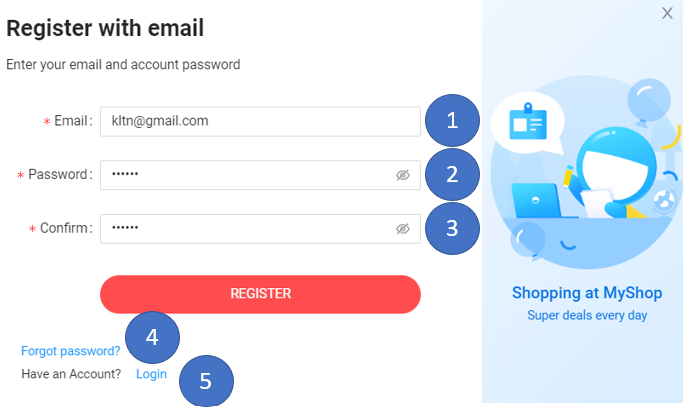 Register with email
Enter your email and account password
* Email: kltn@gmail.com 1
* Password: •••••• 2
* Confirm: •••••• 3
REGISTER
4
Forgot password?
Have an Account? Login 5
Shopping at MyShop
Super deals every day